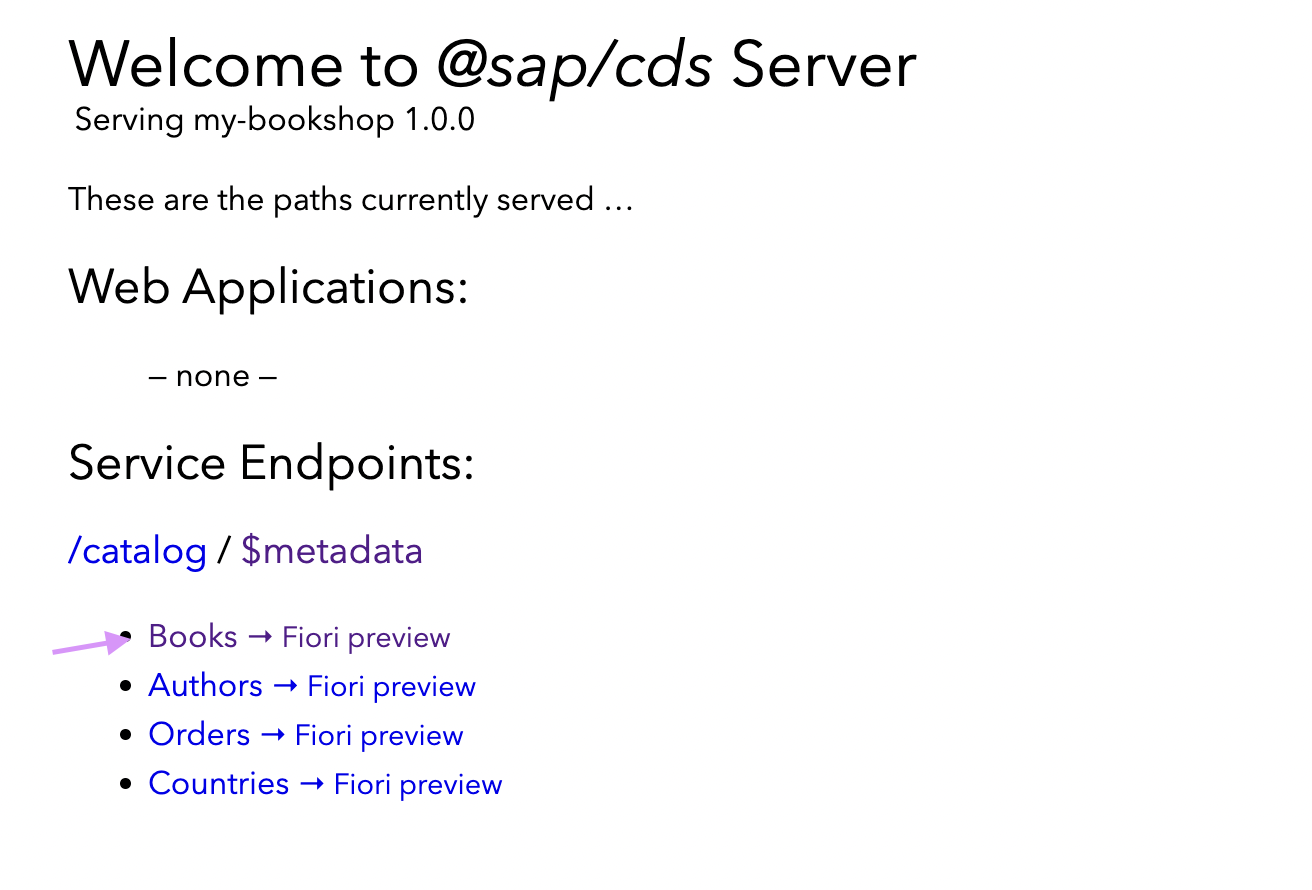 Welcome to @sap/cds Server
Serving my-bookshop 1.0.0
These are the paths currently served …
Web Applications:
– none –
Service Endpoints:
/catalog / $metadata
• Books → Fiori preview
• Authors → Fiori preview
• Orders → Fiori preview
• Countries → Fiori preview